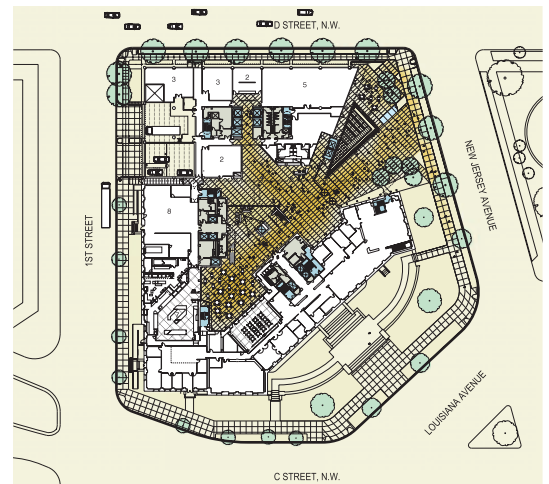 D STREET, N.W.
3
3
2
5
2
8
1ST STREET
NEW JERSEY AVENUE
LOUISIANA AVENUE
C STREET, N.W.